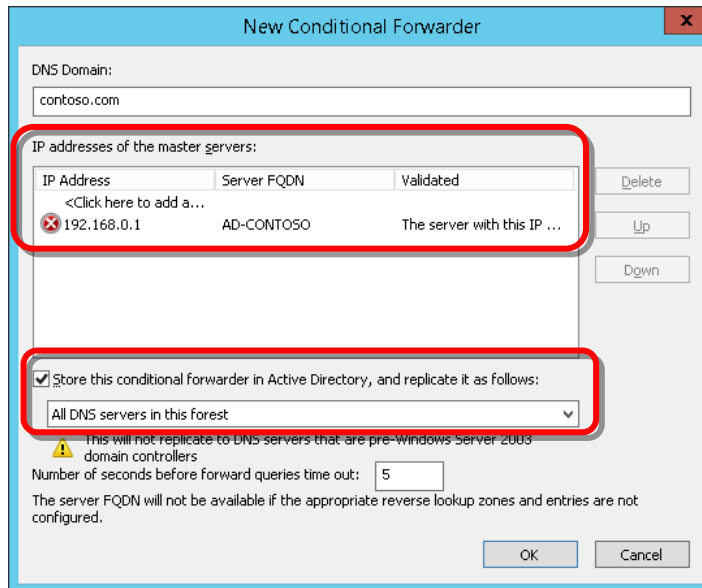 New Conditional Forwarder
x
DNS Domain:
contoso.com
IP addresses of the master servers:
IP Address Server FQDN Validated
<Click here to add a...
192.168.0.1 AD-CONTOSO The server with this IP ...
Delete
Up
Down
Store this conditional forwarder in Active Directory, and replicate it as follows:
All DNS servers in this forest
This will not replicate to DNS servers that are pre-Windows Server 2003
domain controllers
Number of seconds before forward queries time out: 5
The server FQDN will not be available if the appropriate reverse lookup zones and entries are not
configured.
OK Cancel